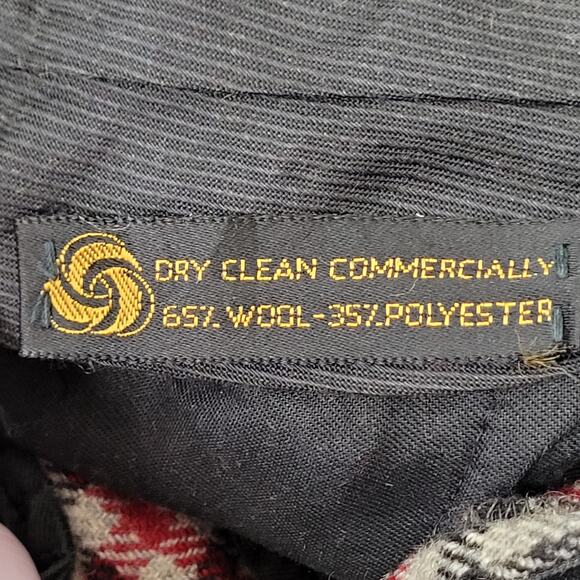 DRY CLEAN COMMERCIALLY
65% WOOL-35% POLYESTER